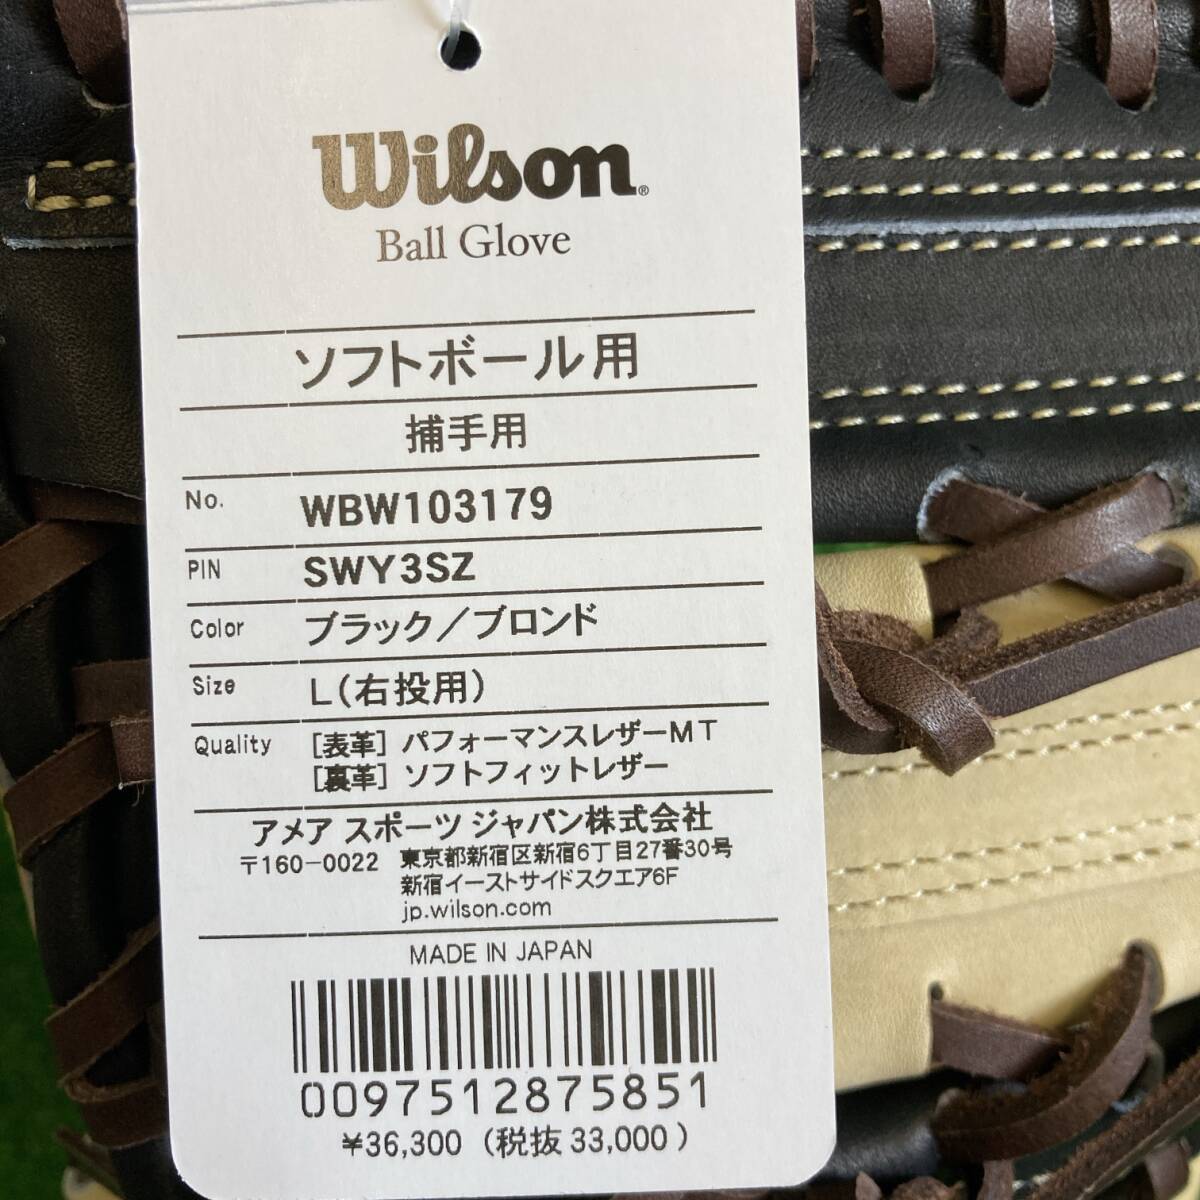 Wilson®
Ball Glove
ソフトボール用
捕手用
No. WBW103179
PIN SWY3SZ
Color ブラック／ブロンド
Size L(右投用)
Quality [表革] パフォーマンスレザーMT
[裏革] ソフトフィットレザー
アメア スポーツ ジャパン株式会社
〒160-0022 東京都新宿区新宿6丁目27番30号
新宿イーストサイドスクエア6F
jp.wilson.com
MADE IN JAPAN
0097512875851
¥36,300 (税抜 33,000)